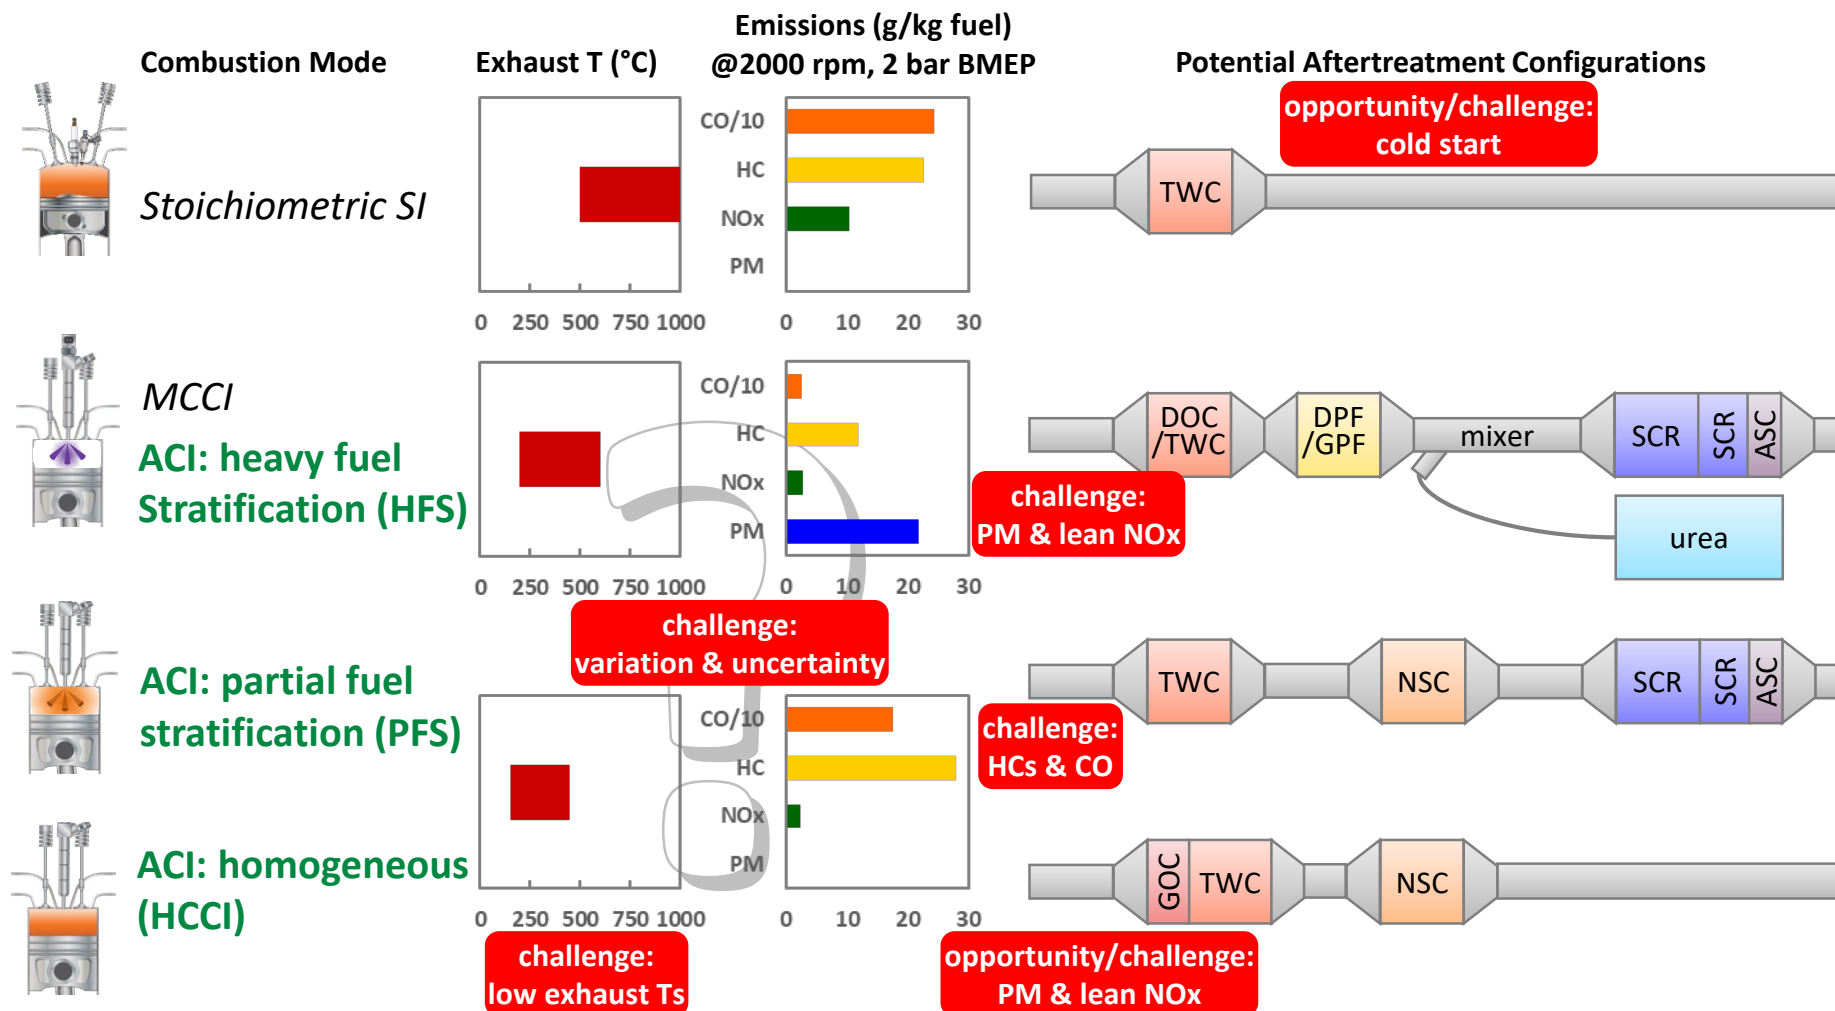 Combustion Mode
Exhaust T (°C)
Emissions (g/kg fuel)
@2000 rpm, 2 bar BMEP
Potential Aftertreatment Configurations
opportunity/challenge:
cold start
Stoichiometric SI
CO/10
HC
NOx
PM
0 250 500 750 1000
0 10 20 30
TWC
MCCI
ACI: heavy fuel
Stratification (HFS)
CO/10
HC
NOx
PM
0 250 500 750 1000
0 10 20 30
challenge:
PM & lean NOx
DOC
/TWC
DPF
/GPF
mixer
SCR
SCR
ASC
urea
challenge:
variation & uncertainty
ACI: partial fuel
stratification (PFS)
CO/10
HC
NOx
PM
0 250 500 750 1000
0 10 20 30
challenge:
HCs & CO
TWC
NSC
SCR
SCR
ASC
ACI: homogeneous
(HCCI)
challenge:
low exhaust Ts
opportunity/challenge:
PM & lean NOx
GOC
TWC
NSC